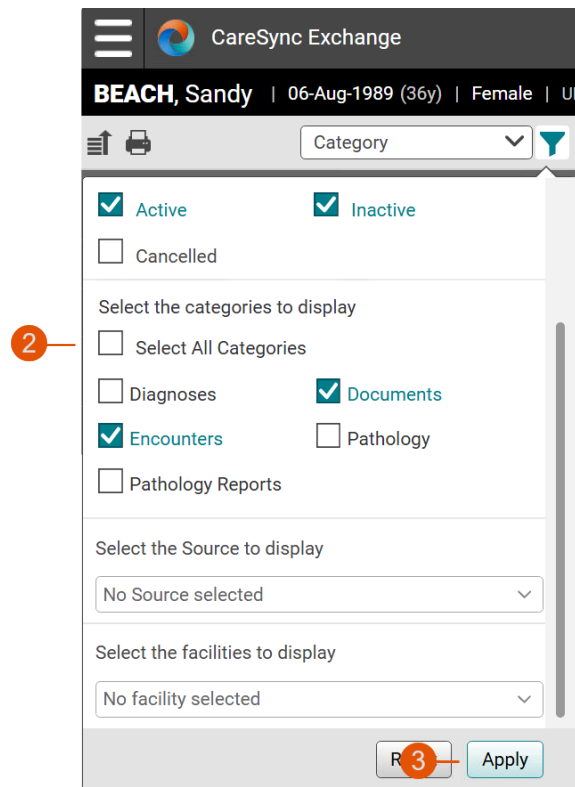 CareSync Exchange
BEACH, Sandy | 06-Aug-1989 (36y) | Female |
Category
Active Inactive
Cancelled
Select the categories to display
2
Select All Categories
Diagnoses Documents
Encounters Pathology
Pathology Reports
Select the Source to display
No Source selected
Select the facilities to display
No facility selected
3 Apply